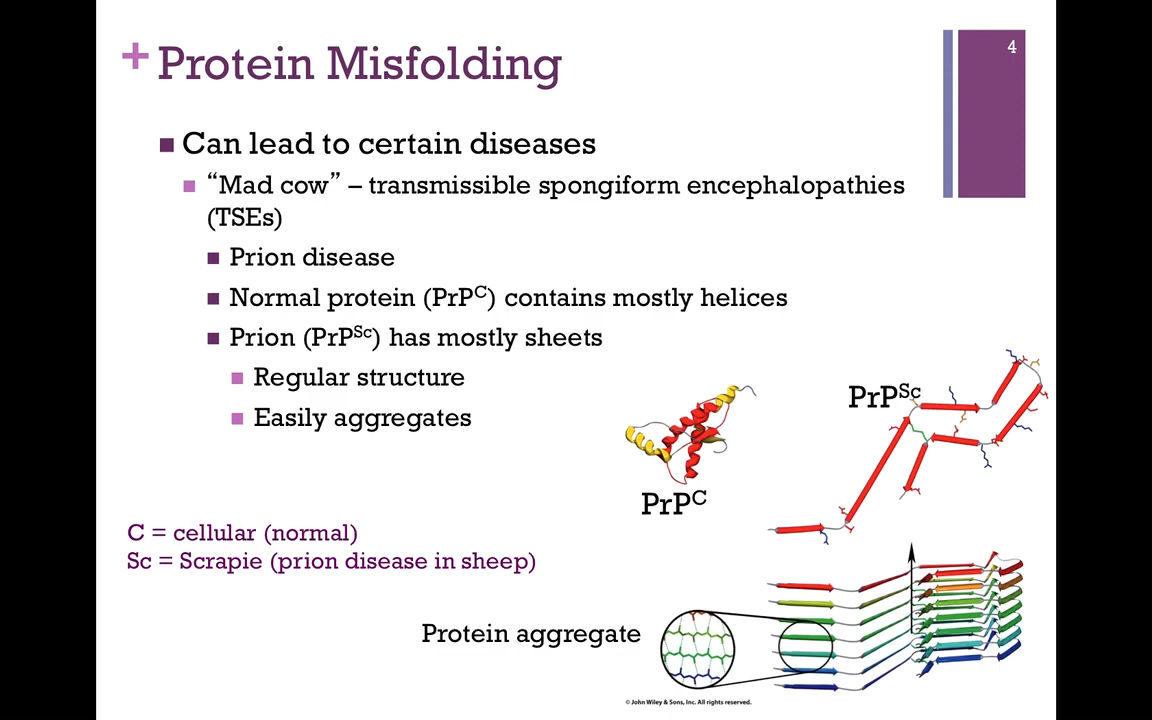 4
+ Protein Misfolding
■ Can lead to certain diseases
■ “Mad cow” – transmissible spongiform encephalopathies
(TSEs)
■ Prion disease
■ Normal protein (PrPᶜ) contains mostly helices
■ Prion (PrPˢᶜ) has mostly sheets
■ Regular structure
■ Easily aggregates
PrPˢᶜ
PrPᶜ
C = cellular (normal)
Sc = Scrapie (prion disease in sheep)
Protein aggregate
© John Wiley & Sons, Inc. All rights reserved.